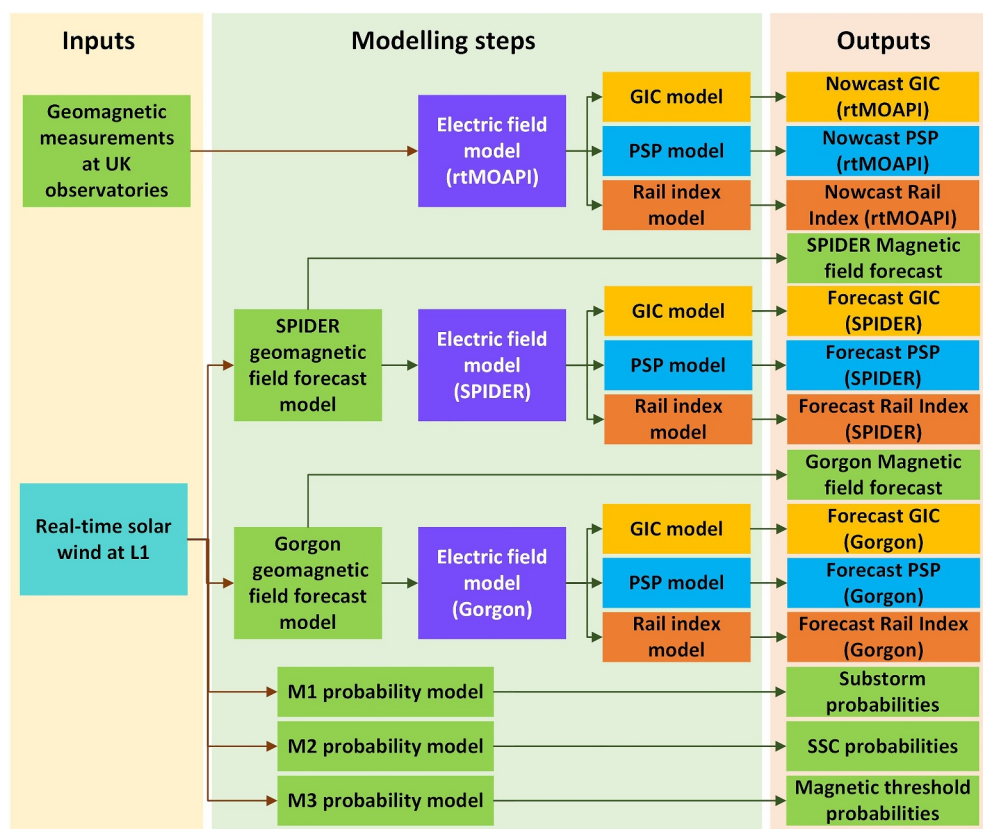 Inputs
Modelling steps
Outputs
Geomagnetic
measurements
at UK
observatories
Electric field
model
(rtMOAPI)
GIC model
PSP model
Rail index
model
Nowcast GIC
(rtMOAPI)
Nowcast PSP
(rtMOAPI)
Nowcast Rail
Index (rtMOAPI)
SPIDER Magnetic
field forecast
SPIDER
geomagnetic
field forecast
model
Electric field
model
(SPIDER)
GIC model
PSP model
Rail index
model
Forecast GIC
(SPIDER)
Forecast PSP
(SPIDER)
Forecast Rail Index
(SPIDER)
Gorgon Magnetic
field forecast
Real-time solar
wind at L1
Gorgon
geomagnetic
field forecast
model
Electric field
model
(Gorgon)
GIC model
PSP model
Rail index
model
Forecast GIC
(Gorgon)
Forecast PSP
(Gorgon)
Forecast Rail Index
(Gorgon)
M1 probability model
Substorm
probabilities
M2 probability model
SSC probabilities
M3 probability model
Magnetic threshold
probabilities